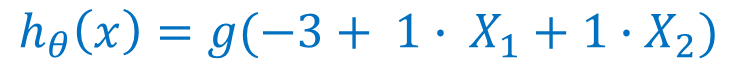 hθ(x) = g(−3 + 1 · X₁ + 1 · X₂)